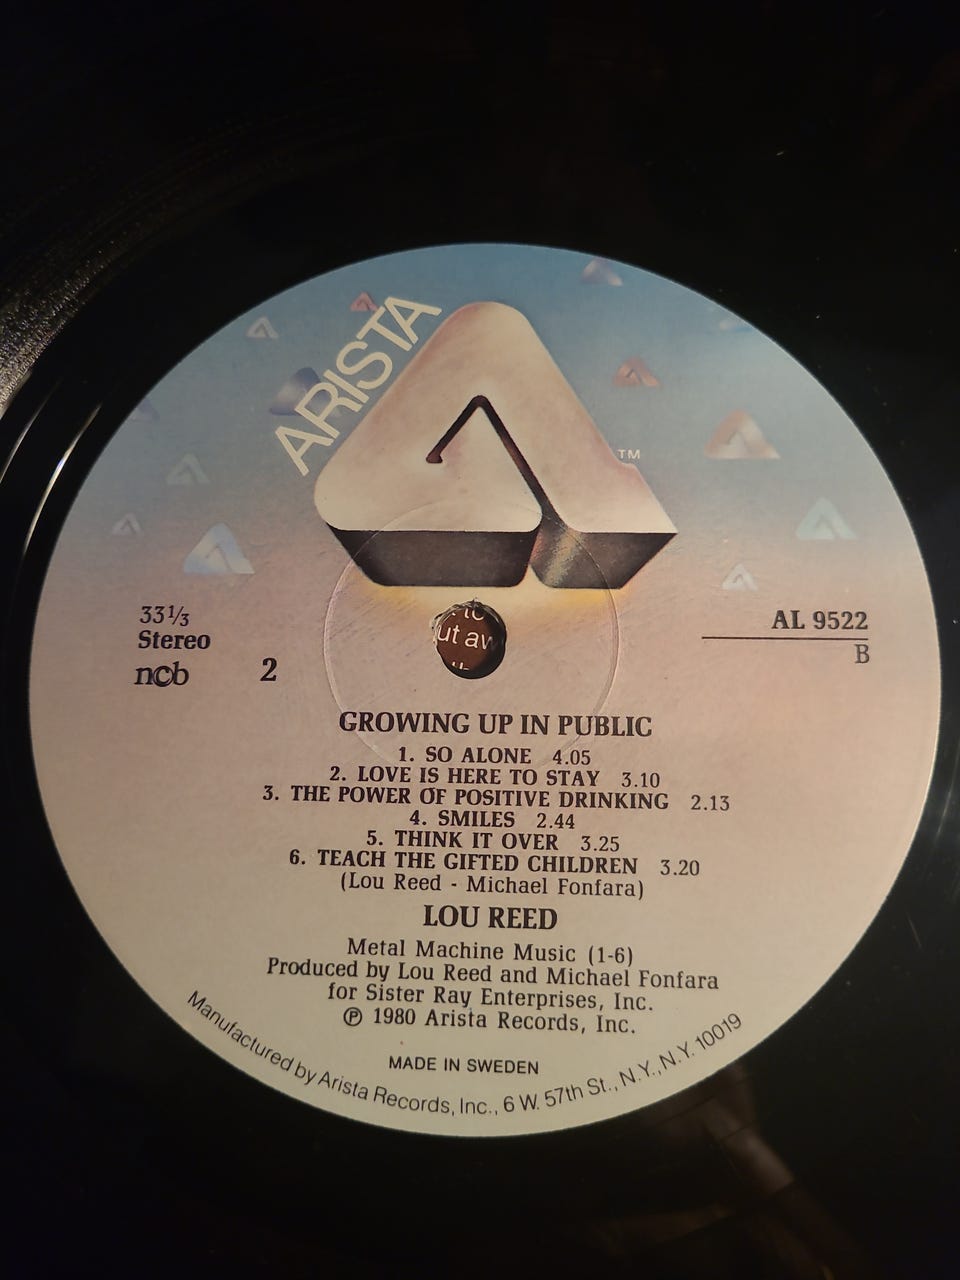 ARISTA
TM
33⅓
Stereo
ncb
2
AL 9522
B
GROWING UP IN PUBLIC
1. SO ALONE 4.05
2. LOVE IS HERE TO STAY 3.10
3. THE POWER OF POSITIVE DRINKING 2.13
4. SMILES 2.44
5. THINK IT OVER 3.25
6. TEACH THE GIFTED CHILDREN 3.20
(Lou Reed - Michael Fonfara)
LOU REED
Metal Machine Music (1-6)
Produced by Lou Reed and Michael Fonfara
for Sister Ray Enterprises, Inc.
℗ 1980 Arista Records, Inc.
MADE IN SWEDEN
Manufactured by Arista Records, Inc., 6 W. 57th St., N.Y., N.Y. 10019